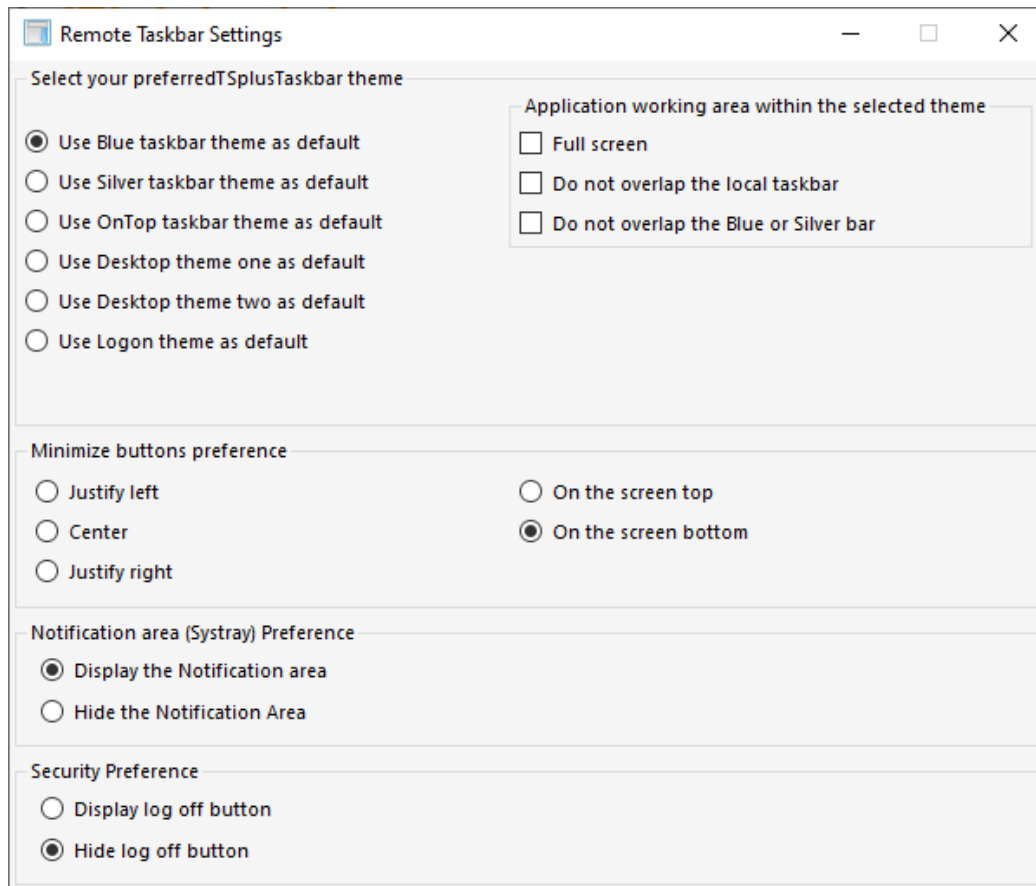 Remote Taskbar Settings
Select your preferredTSplusTaskbar theme
Use Blue taskbar theme as default
Use Silver taskbar theme as default
Use OnTop taskbar theme as default
Use Desktop theme one as default
Use Desktop theme two as default
Use Logon theme as default
Application working area within the selected theme
Full screen
Do not overlap the local taskbar
Do not overlap the Blue or Silver bar
Minimize buttons preference
Justify left
Center
Justify right
On the screen top
On the screen bottom
Notification area (Systray) Preference
Display the Notification area
Hide the Notification Area
Security Preference
Display log off button
Hide log off button